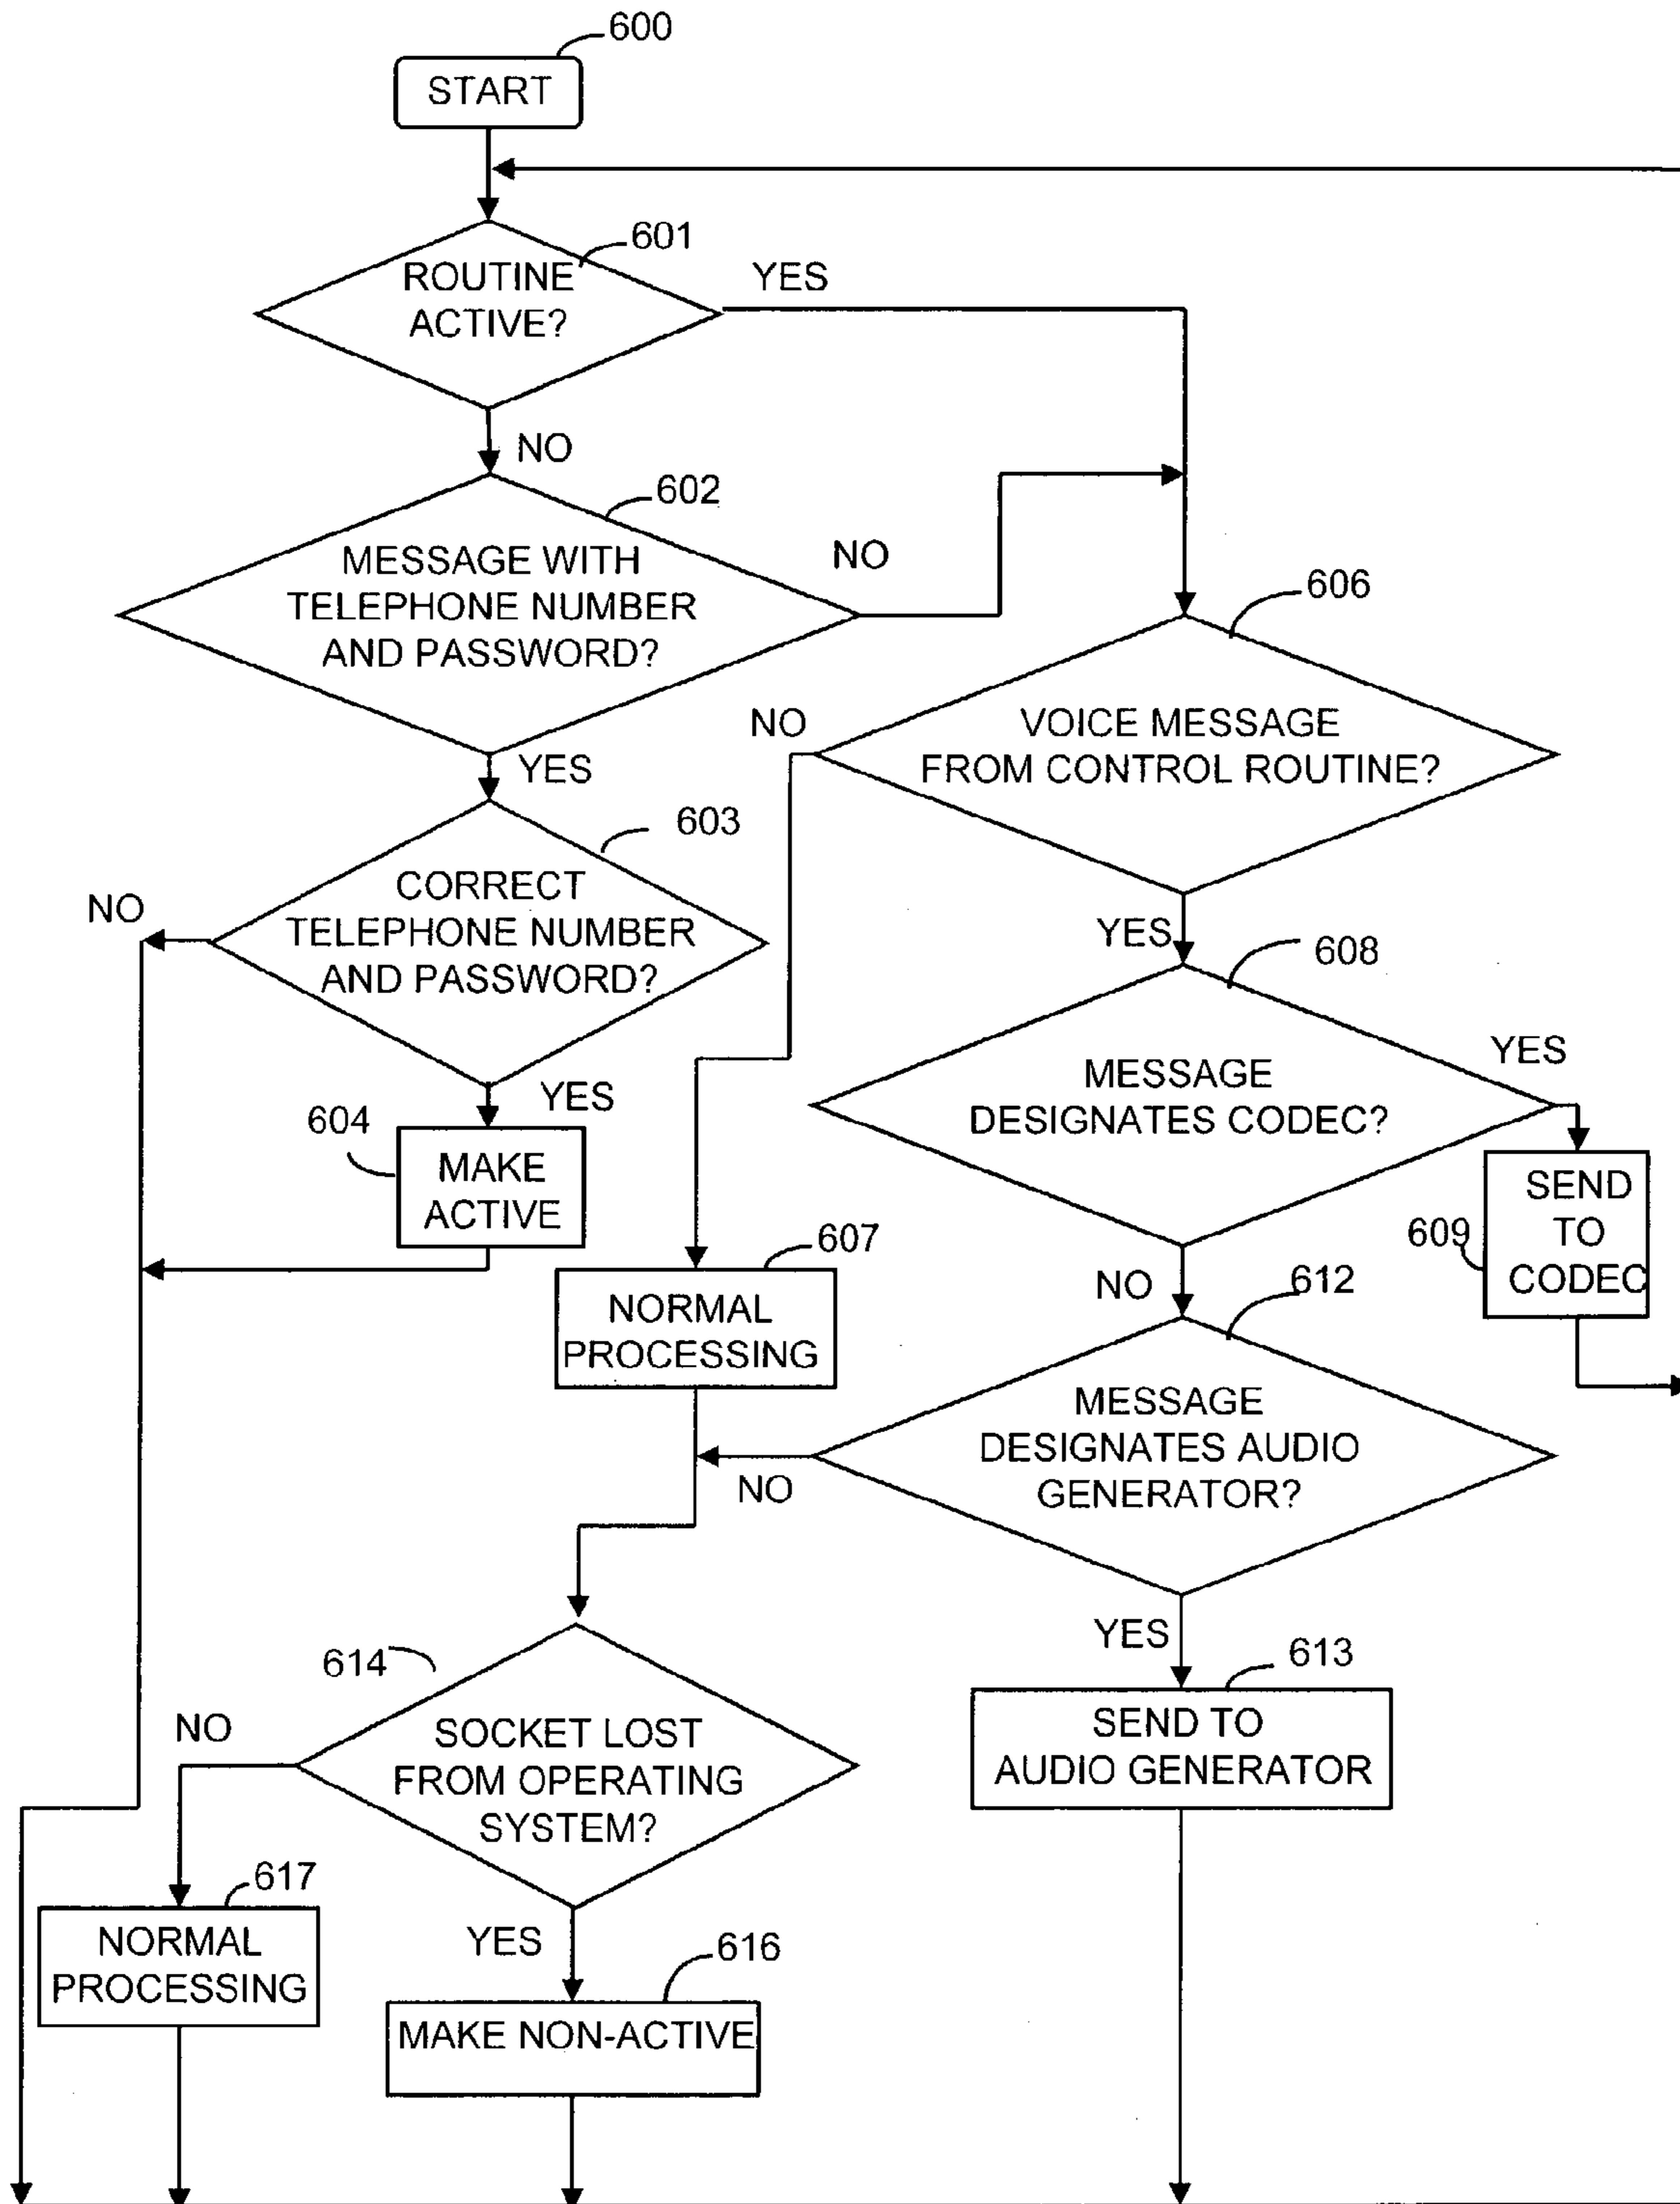 600
START
601
ROUTINE
ACTIVE?
YES
NO
602
MESSAGE WITH
TELEPHONE NUMBER
AND PASSWORD?
NO
YES
606
VOICE MESSAGE
FROM CONTROL ROUTINE?
NO
YES
603
CORRECT
TELEPHONE NUMBER
AND PASSWORD?
NO
YES
604
MAKE
ACTIVE
608
MESSAGE
DESIGNATES CODEC?
YES
NO
609
SEND
TO
CODEC
607
NORMAL
PROCESSING
612
MESSAGE
DESIGNATES AUDIO
GENERATOR?
NO
YES
613
SEND TO
AUDIO GENERATOR
614
SOCKET LOST
FROM OPERATING
SYSTEM?
NO
YES
617
NORMAL
PROCESSING
616
MAKE NON-ACTIVE